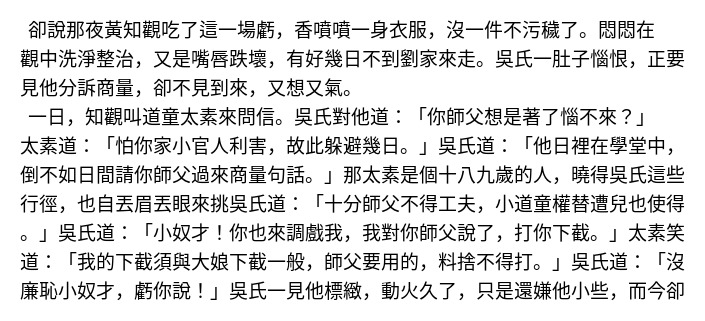 卻說那夜黃知觀吃了這一場虧，香噴噴一身衣服，沒一件不污穢了。悶悶在
觀中洗淨整治，又是嘴唇跌壞，有好幾日不到劉家來走。吳氏一肚子惱恨，正要
見他分訴商量，卻不見到來，又想又氣。
一日，知觀叫道童太素來問信。吳氏對他道：「你師父想是著了惱不來？」
太素道：「怕你家小官人利害，故此躲避幾日。」吳氏道：「他日裡在學堂中，
倒不如日間請你師父過來商量句話。」那太素是個十八九歲的人，曉得吳氏這些
行徑，也自丟眉丟眼來挑吳氏道：「十分師父不得工夫，小道童權替遭兒也使得
。」吳氏道：「小奴才！你也來調戲我，我對你師父說了，打你下截。」太素笑
道：「我的下截須與大娘下截一般，師父要用的，料捨不得打。」吳氏道：「沒
廉恥小奴才，虧你說！」吳氏一見他標緻，動火久了，只是還嫌他小些，而今卻